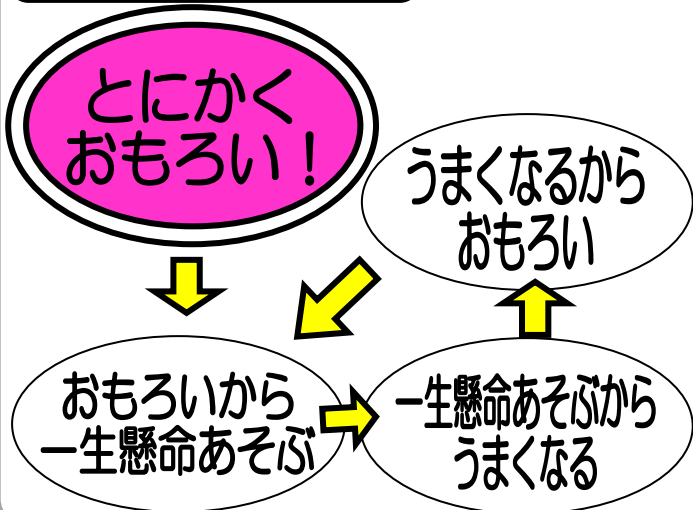 とにかく
おもろい！
うまくなるから
おもろい
おもろいから
一生懸命あそぶ
一生懸命あそぶから
うまくなる